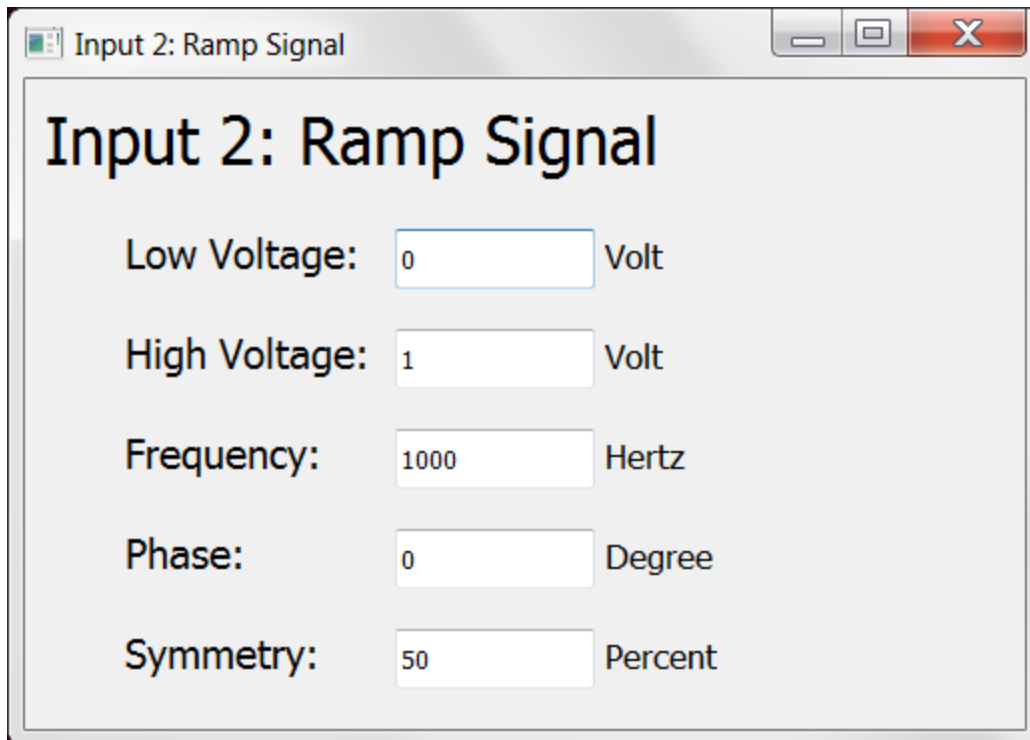 Input 2: Ramp Signal
Input 2: Ramp Signal
Low Voltage: 0 Volt
High Voltage: 1 Volt
Frequency: 1000 Hertz
Phase: 0 Degree
Symmetry: 50 Percent